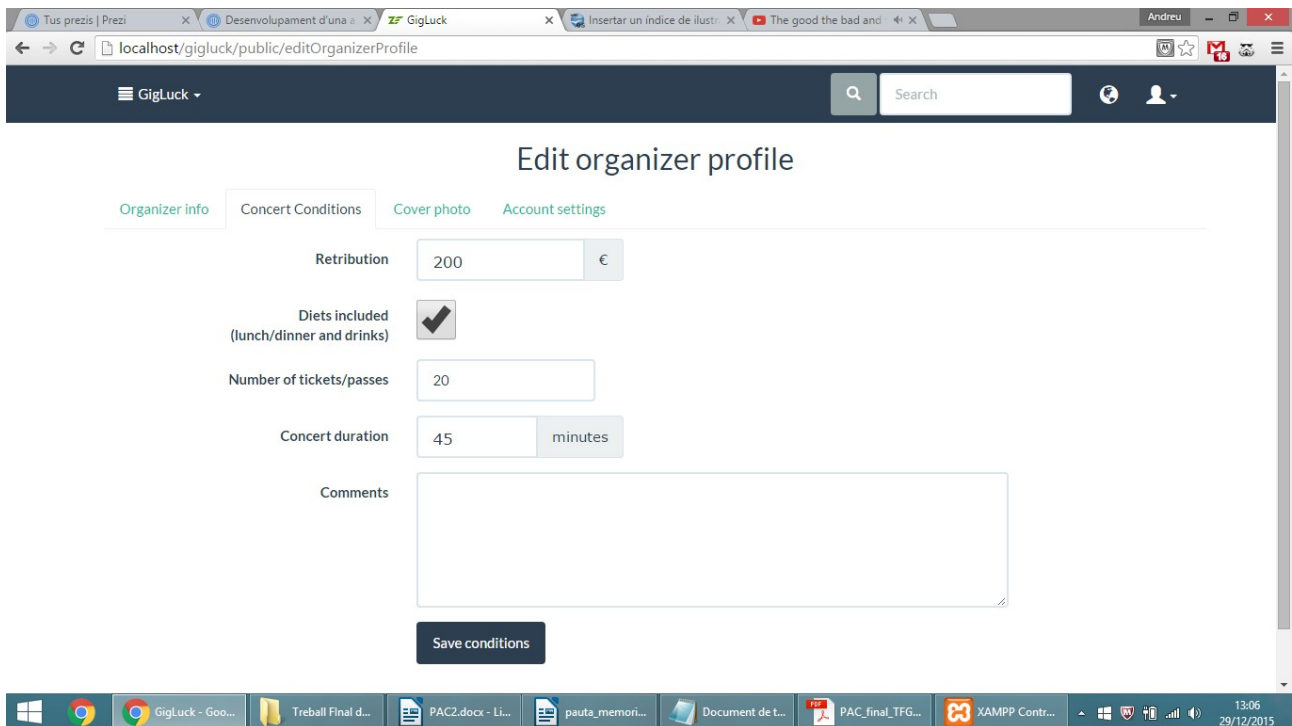 Tus prezis | Prezi
Desenvolupament d'una a
GigLuck
Insertar un índice de ilustr
The good the bad and
Andreu
localhost/gigluck/public/editOrganizerProfile
16
GigLuck
Search
Edit organizer profile
Organizer info
Concert Conditions
Cover photo
Account settings
Retribution
200
€
Diets included
(lunch/dinner and drinks)
Number of tickets/passes
20
Concert duration
45
minutes
Comments
Save conditions
GigLuck - Goo...
Treball FInal d...
PAC2.docx - Li...
pauta_memori...
Document de t...
PAC_final_TFG...
XAMPP Contr...
13:06
29/12/2015